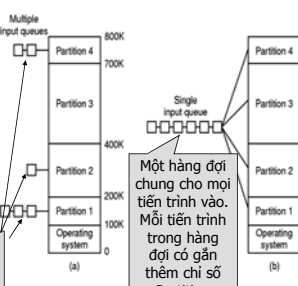 Multiple
input queues
800K
Partition 4
700K
Partition 3
400K
Partition 2
200K
Partition 1
100K
Operating
system
0
(a)
Single
input queue
Một hàng đợi
chung cho mọi
tiến trình vào.
Mỗi tiến trình
trong hàng
đợi có gắn
thêm chỉ số
Partition 4
Partition 3
Partition 2
Partition 1
Operating
system
(b)